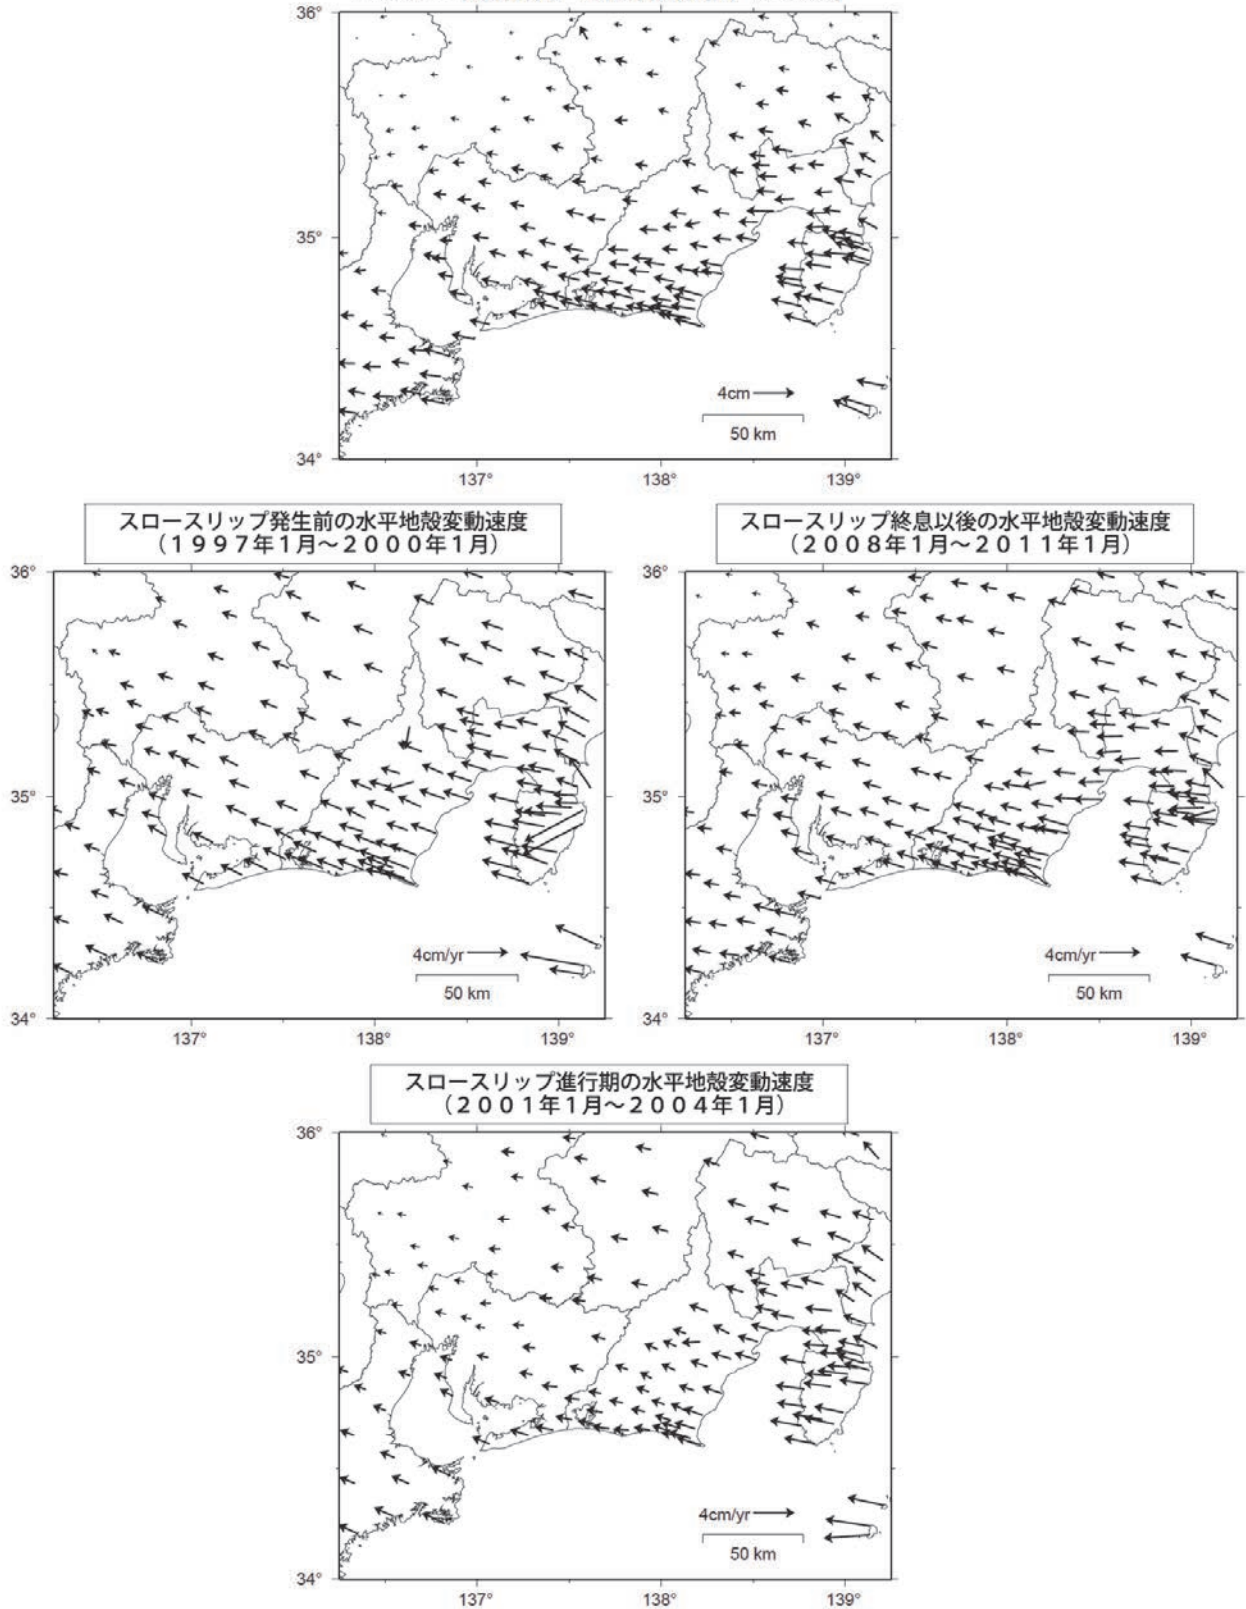 36°
35°
34°
4cm
50 km
137°
138°
139°
スロースリップ発生前の水平地殻変動速度
（１９９７年１月～２０００年１月）
36°
35°
34°
4cm/yr
50 km
137°
138°
139°
スロースリップ終息以後の水平地殻変動速度
（２００８年１月～２０１１年１月）
36°
35°
34°
4cm/yr
50 km
137°
138°
139°
スロースリップ進行期の水平地殻変動速度
（２００１年１月～２００４年１月）
36°
35°
34°
4cm/yr
50 km
137°
138°
139°